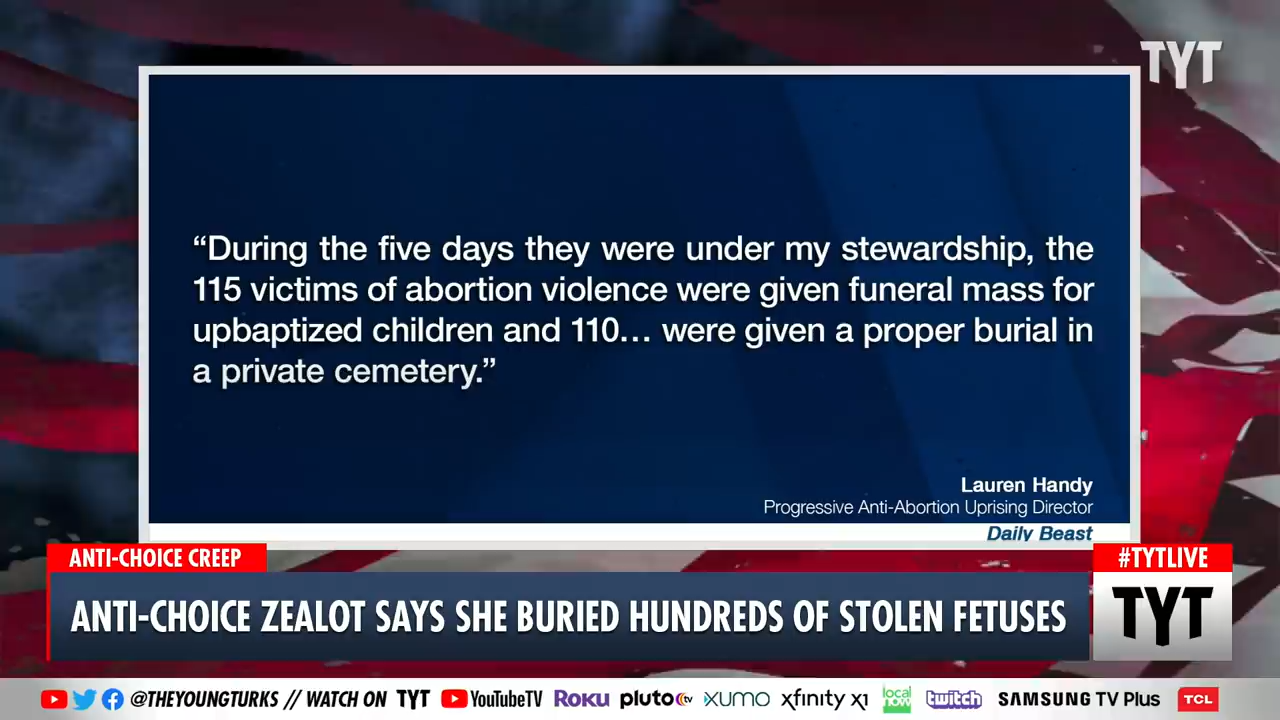 TYT
“During the five days they were under my stewardship, the
115 victims of abortion violence were given funeral mass for
upbaptized children and 110... were given a proper burial in
a private cemetery.”
Lauren Handy
Progressive Anti-Abortion Uprising Director
Daily Beast
ANTI-CHOICE CREEP
#TYTLIVE
ANTI-CHOICE ZEALOT SAYS SHE BURIED HUNDREDS OF STOLEN FETUSES
TYT
@THEYOUNGTURKS // WATCH ON TYT YouTubeTV ROKU pluto tv XUMO xfinity x1 local now twitch SAMSUNG TV Plus TCL